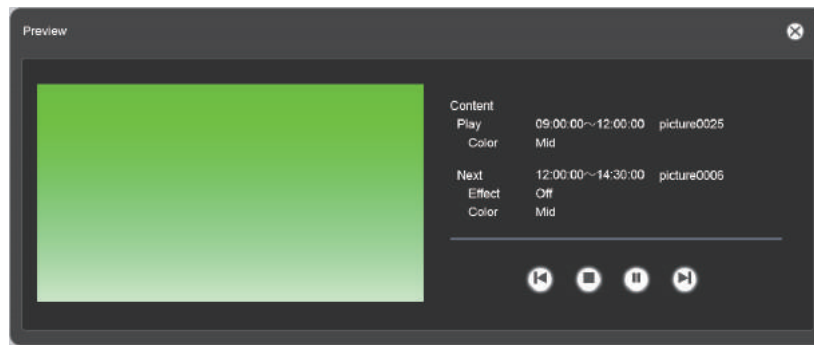 Preview
Content
Play 09:00:00～12:00:00 picture0025
Color Mid
Next 12:00:00～14:30:00 picture0006
Effect Off
Color Mid